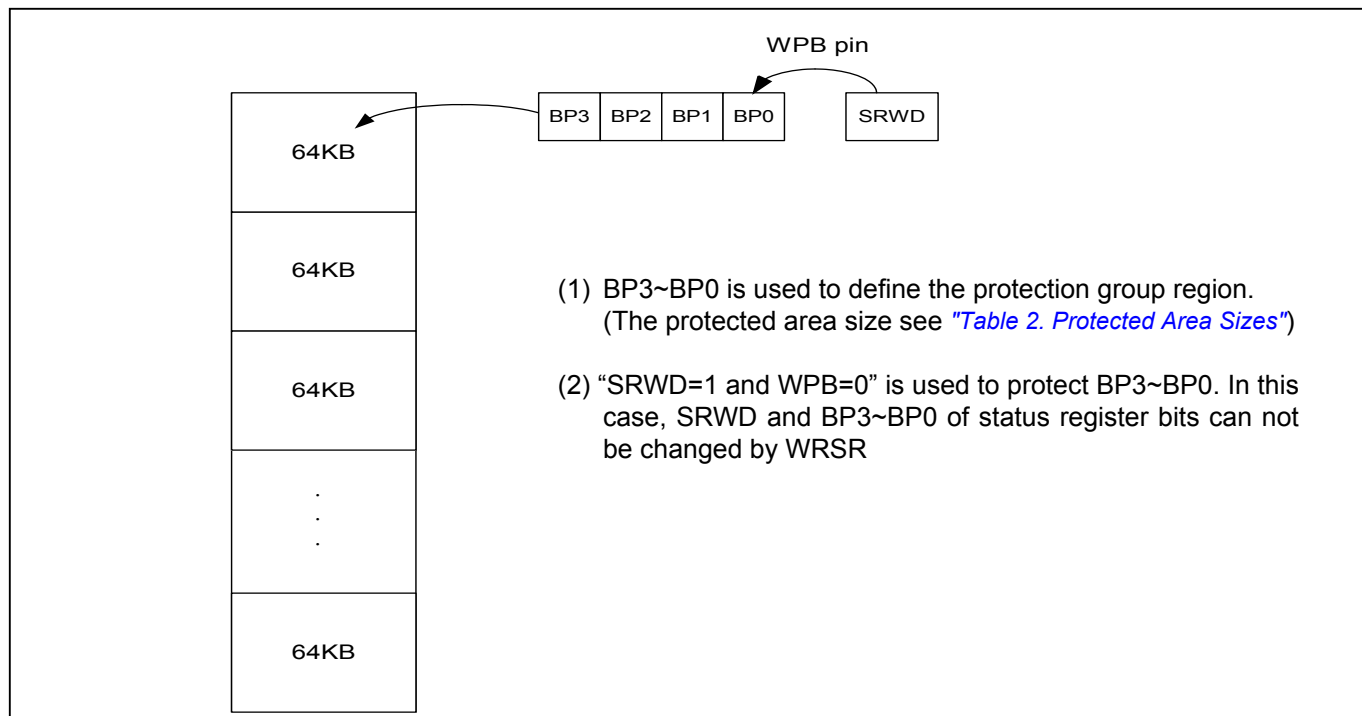 WPB pin
BP3 BP2 BP1 BP0 SRWD
64KB
64KB
64KB
.
.
.
64KB
(1) BP3~BP0 is used to define the protection group region.
(The protected area size see "Table 2. Protected Area Sizes")
(2) “SRWD=1 and WPB=0” is used to protect BP3~BP0. In this
case, SRWD and BP3~BP0 of status register bits can not
be changed by WRSR